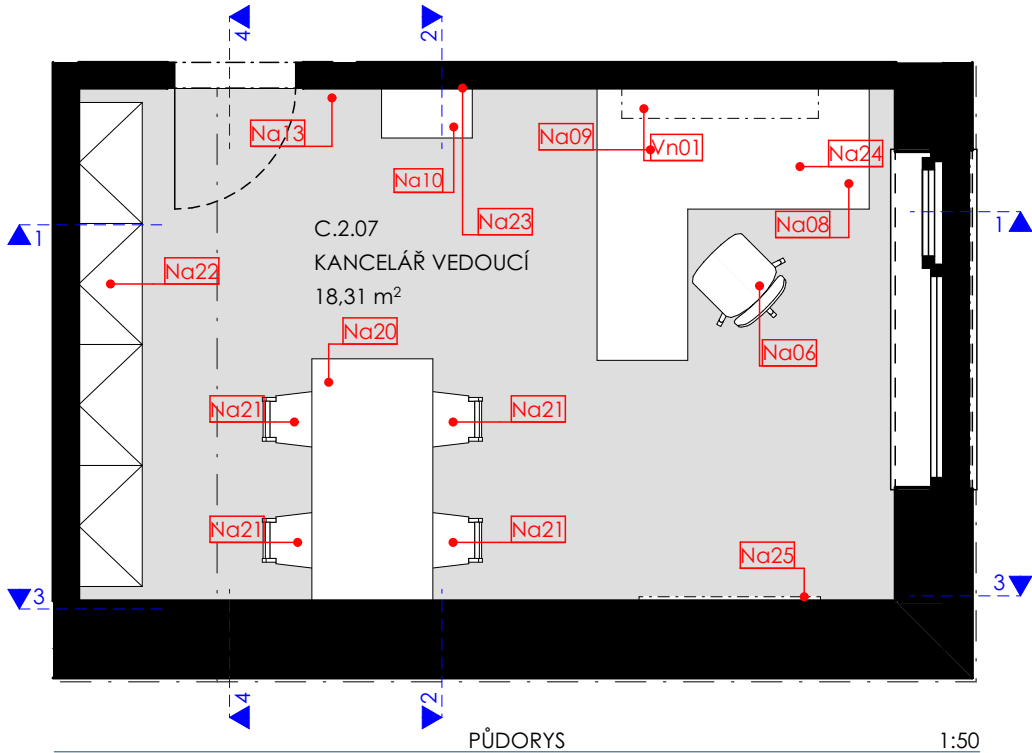 4
2
Na13
Na10
Na23
Na09
Vn01
Na24
Na08
1
1
C.2.07
KANCELÁŘ VEDOUCÍ
18,31 m²
Na22
Na20
Na06
Na21
Na21
Na21
Na21
Na25
3
3
4
2
PŮDORYS
1:50